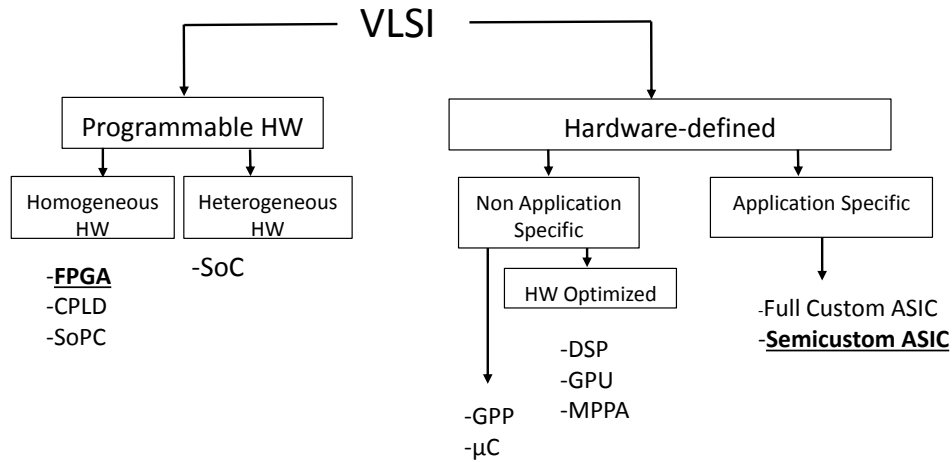 VLSI
Programmable HW
Hardware-defined
Homogeneous
HW
Heterogeneous
HW
Non Application
Specific
Application Specific
-FPGA
-CPLD
-SoPC
-SoC
HW Optimized
-DSP
-GPU
-MPPA
-GPP
-µC
-Full Custom ASIC
-Semicustom ASIC